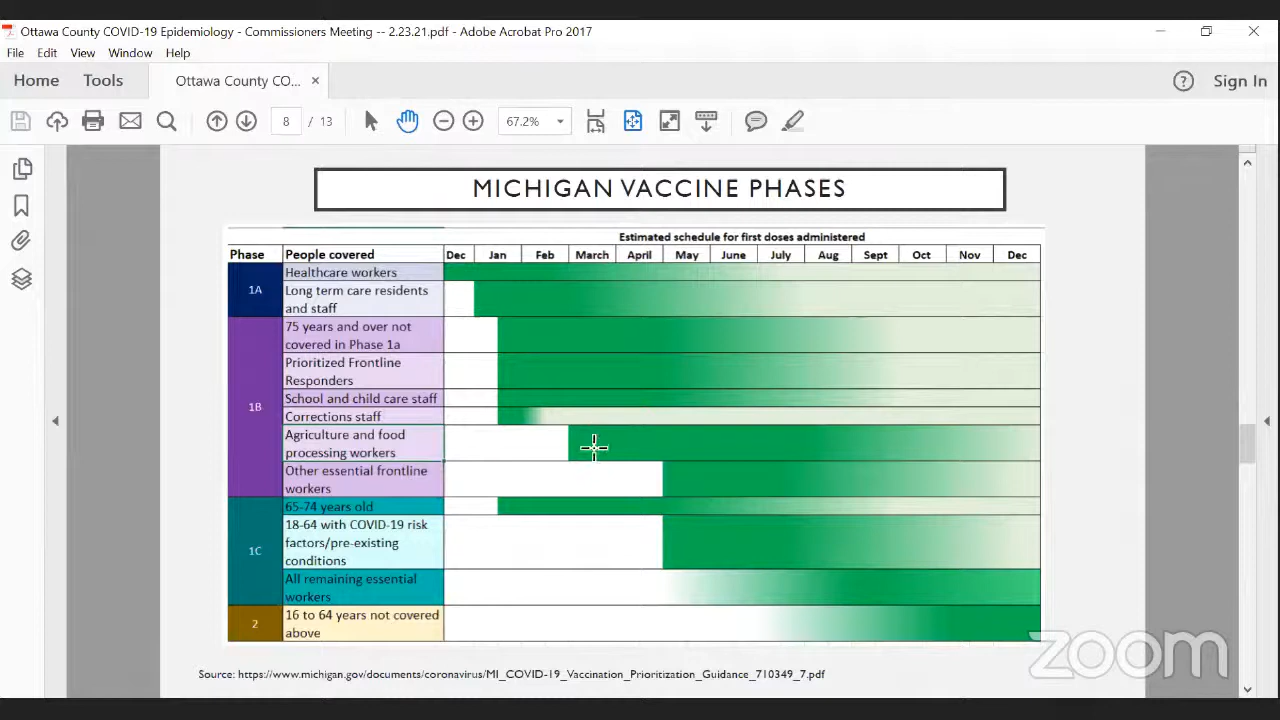 Ottawa County COVID-19 Epidemiology - Commissioners Meeting -- 2.23.21.pdf - Adobe Acrobat Pro 2017
File Edit View Window Help
Home Tools Ottawa County CO... × Sign In
8 / 13 67.2%
MICHIGAN VACCINE PHASES
Estimated schedule for first doses administered
Phase People covered Dec Jan Feb March April May June July Aug Sept Oct Nov Dec
1A
Healthcare workers
Long term care residents
and staff
1B
75 years and over not
covered in Phase 1a
Prioritized Frontline
Responders
School and child care staff
Corrections staff
Agriculture and food
processing workers
Other essential frontline
workers
1C
65-74 years old
18-64 with COVID-19 risk
factors/pre-existing
conditions
All remaining essential
workers
2
16 to 64 years not covered
above
zoom
Source: https://www.michigan.gov/documents/coronavirus/MI_COVID-19_Vaccination_Prioritization_Guidance_710349_7.pdf